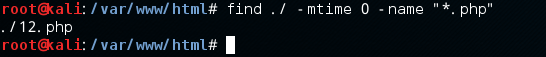 root@kali:/var/www/html# find ./ -mtime 0 -name "*.php"
./12.php
root@kali:/var/www/html#